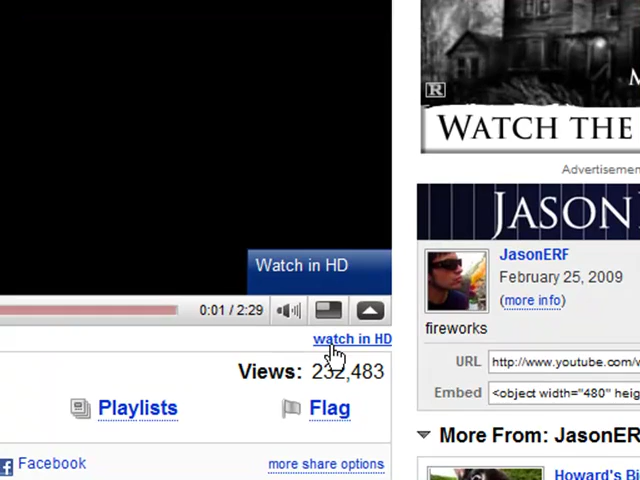 R
WATCH THE
Advertisement
JASON
Watch in HD
JasonERF
February 25, 2009
(more info)
0:01 / 2:29
fireworks
watch in HD
URL http://www.youtube.com/
Views: 232,483
Embed <object width="480" heig
Playlists
Flag
More From: JasonERF
Facebook
more share options
Howard's Bi